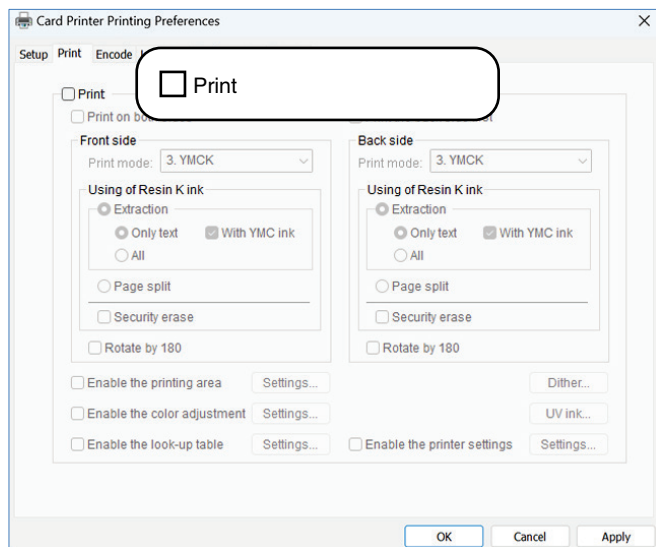 Card Printer Printing Preferences
Setup Print Encode
Print
Print
Print on
Front side
Back side
Print mode: 3. YMCK
Print mode: 3. YMCK
Using of Resin K ink
Using of Resin K ink
Extraction
Extraction
Only text With YMC ink
Only text With YMC ink
All
All
Page split
Page split
Security erase
Security erase
Rotate by 180
Rotate by 180
Enable the printing area Settings...
Dither...
Enable the color adjustment Settings...
UV ink...
Enable the look-up table Settings...
Enable the printer settings Settings...
OK Cancel Apply